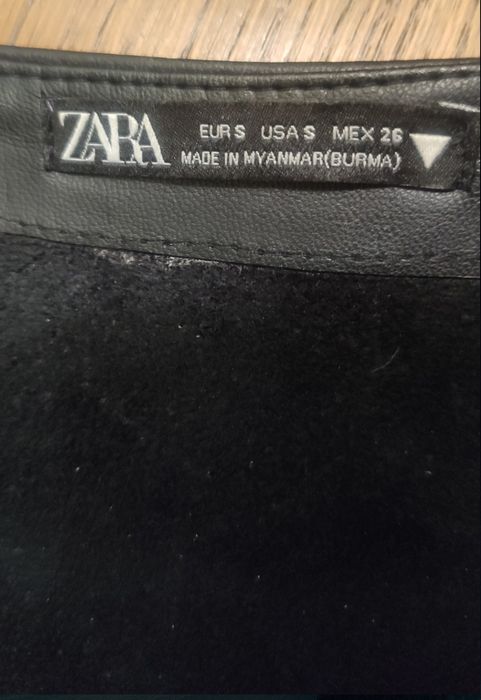 ZARA
EUR S USA S MEX 26
MADE IN MYANMAR(BURMA)